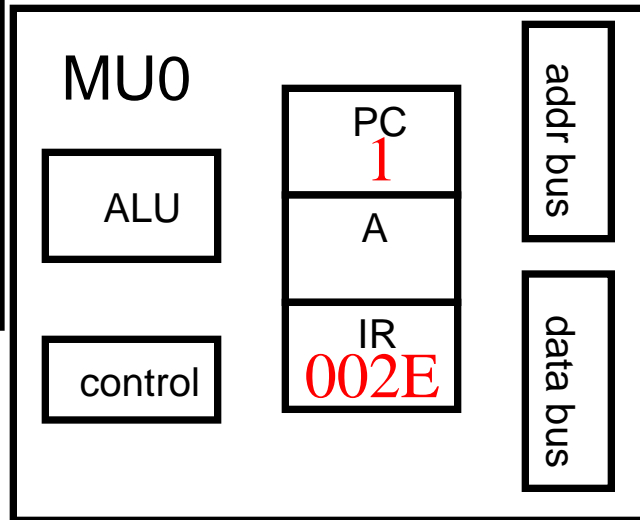 MU0
ALU
control
PC
1
A
IR
002E
addr bus
data bus